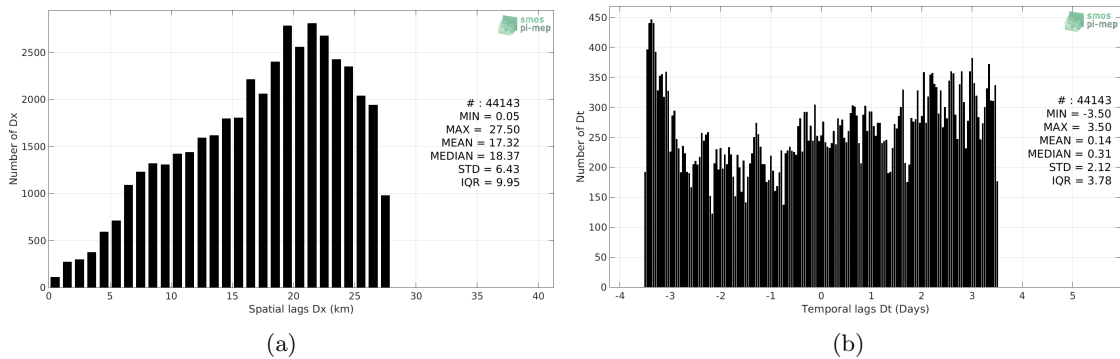 smos
pi-mep
2500
2000
1500
1000
500
0
Number of Dx
# : 44143
MIN = 0.05
MAX = 27.50
MEAN = 17.32
MEDIAN = 18.37
STD = 6.43
IQR = 9.95
0 5 10 15 20 25 30 35 40
Spatial lags Dx (km)
(a)
smos
pi-mep
450
400
350
300
250
200
150
100
50
0
Number of Dt
# : 44143
MIN = -3.50
MAX = 3.50
MEAN = 0.14
MEDIAN = 0.31
STD = 2.12
IQR = 3.78
-4 -3 -2 -1 0 1 2 3 4 5
Temporal lags Dt (Days)
(b)